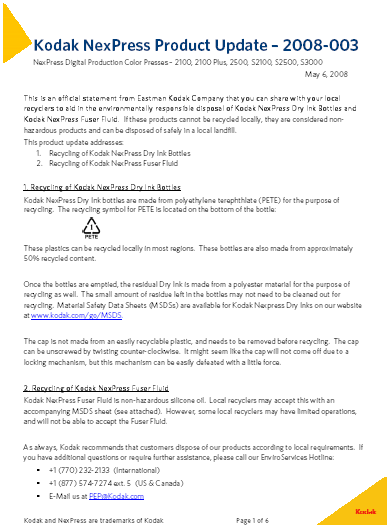 Kodak NexPress Product Update – 2008-003
NexPress Digital Production Color Presses – 2100, 2100 Plus, 2500, S2100, S2500, S3000
May 6, 2008
This is an official statement from Eastman Kodak Company that you can share with your local
recyclers to aid in the environmentally responsible disposal of Kodak NexPress Dry Ink Bottles and
Kodak NexPress Fuser Fluid. If these products cannot be recycled locally, they are considered non-
hazardous products and can be disposed of safely in a local landfill.
This product update addresses:
1. Recycling of Kodak NexPress Dry Ink Bottles
2. Recycling of Kodak NexPress Fuser Fluid
1. Recycling of Kodak NexPress Dry Ink Bottles
Kodak NexPress Dry Ink bottles are made from polyethylene terephthlate (PETE) for the purpose of
recycling. The recycling symbol for PETE is located on the bottom of the bottle:
1
PETE
These plastics can be recycled locally in most regions. These bottles are also made from approximately
50% recycled content.
Once the bottles are emptied, the residual Dry Ink is made from a polyester material for the purpose of
recycling as well. The small amount of residue left in the bottles may not need to be cleaned out for
recycling. Material Safety Data Sheets (MSDSs) are available for Kodak Nexpress Dry Inks on our website
at www.kodak.com/go/MSDS.
The cap is not made from an easily recyclable plastic, and needs to be removed before recycling. The cap
can be unscrewed by twisting counter-clockwise. It might seem like the cap will not come off due to a
locking mechanism, but this mechanism can be easily defeated with a little force.
2. Recycling of Kodak NexPress Fuser Fluid
Kodak NexPress Fuser Fluid is non-hazardous silicone oil. Local recyclers may accept this with an
accompanying MSDS sheet (see attached). However, some local recyclers may have limited operations,
and will not be able to accept the Fuser Fluid.
As always, Kodak recommends that customers dispose of our products according to local requirements. If
you have additional questions or require further assistance, please call our EnviroServices Hotline:
▪ +1 (770) 232-2133 (International)
▪ +1 (877) 574-7274 ext. 5 (US & Canada)
▪ E-Mail us at PEP@Kodak.com
Kodak
Kodak and NexPress are trademarks of Kodak Page 1 of 6